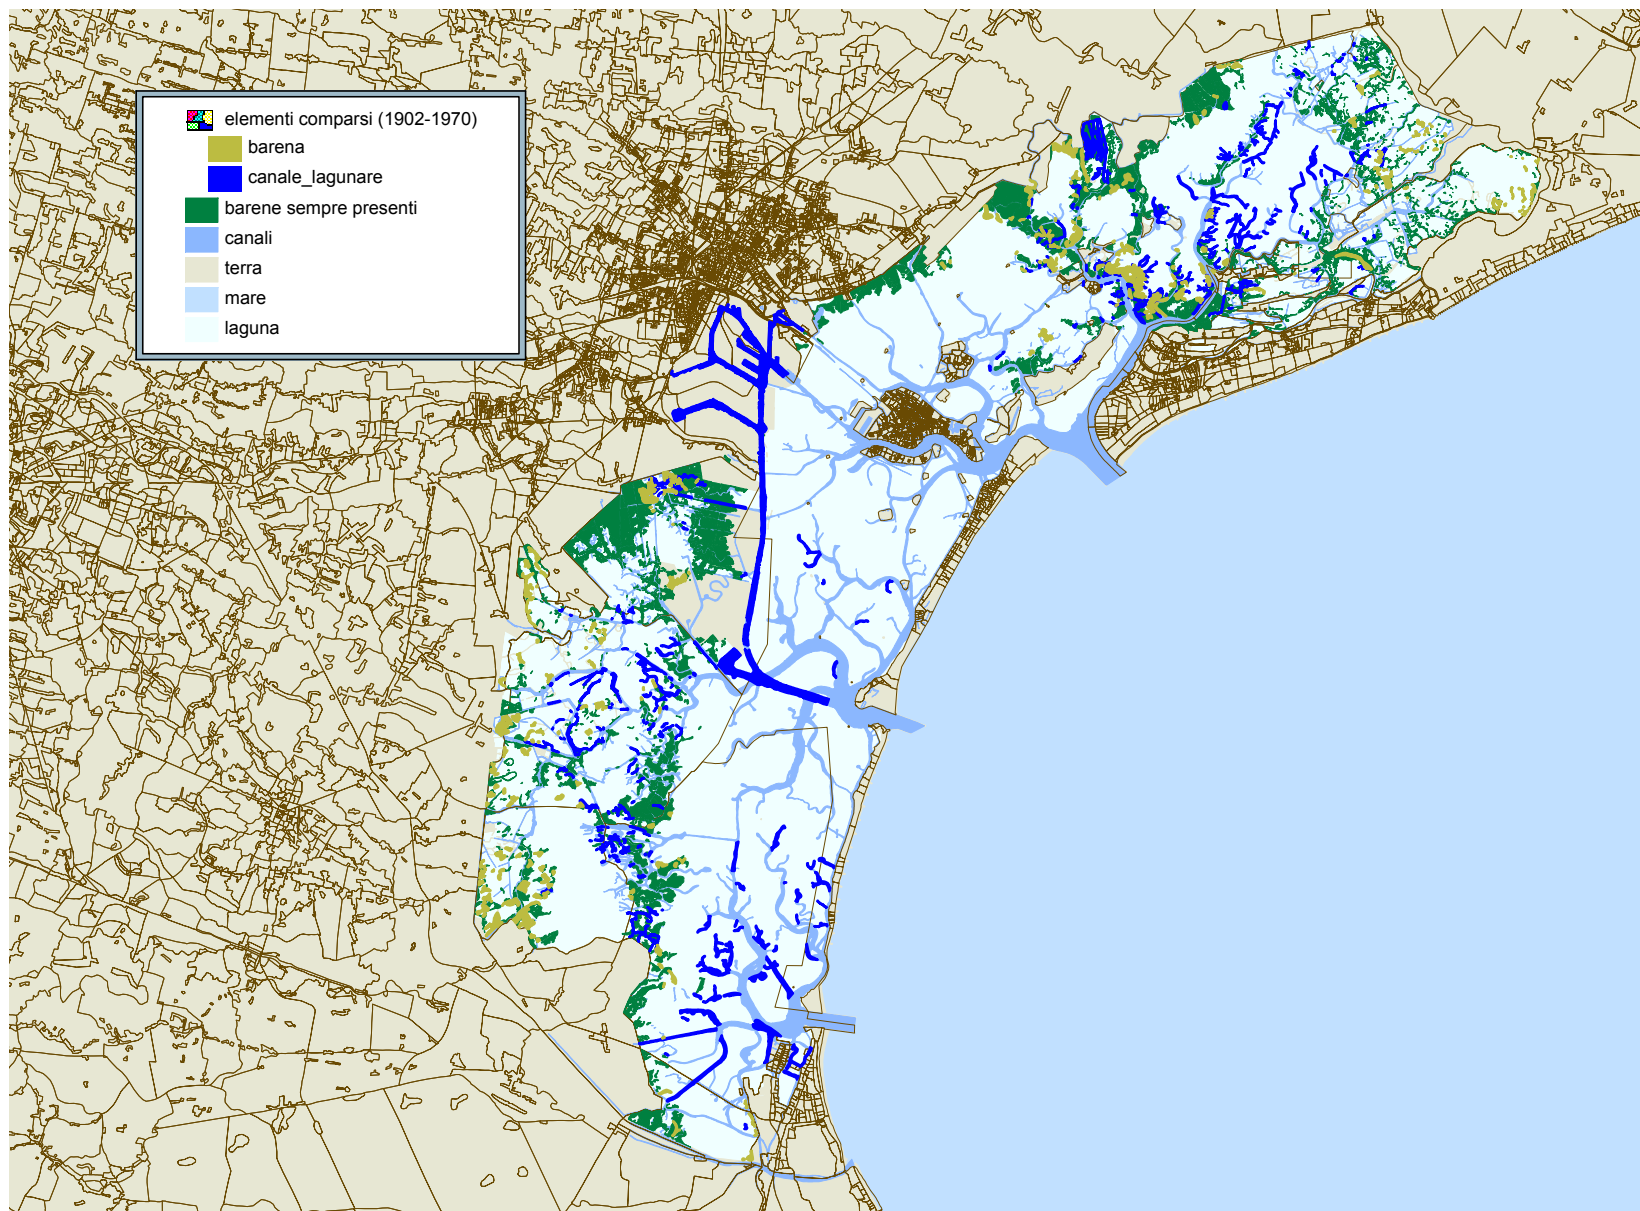 elementi comparsi (1902-1970)
barena
canale_lagunare
barene sempre presenti
canali
terra
mare
laguna